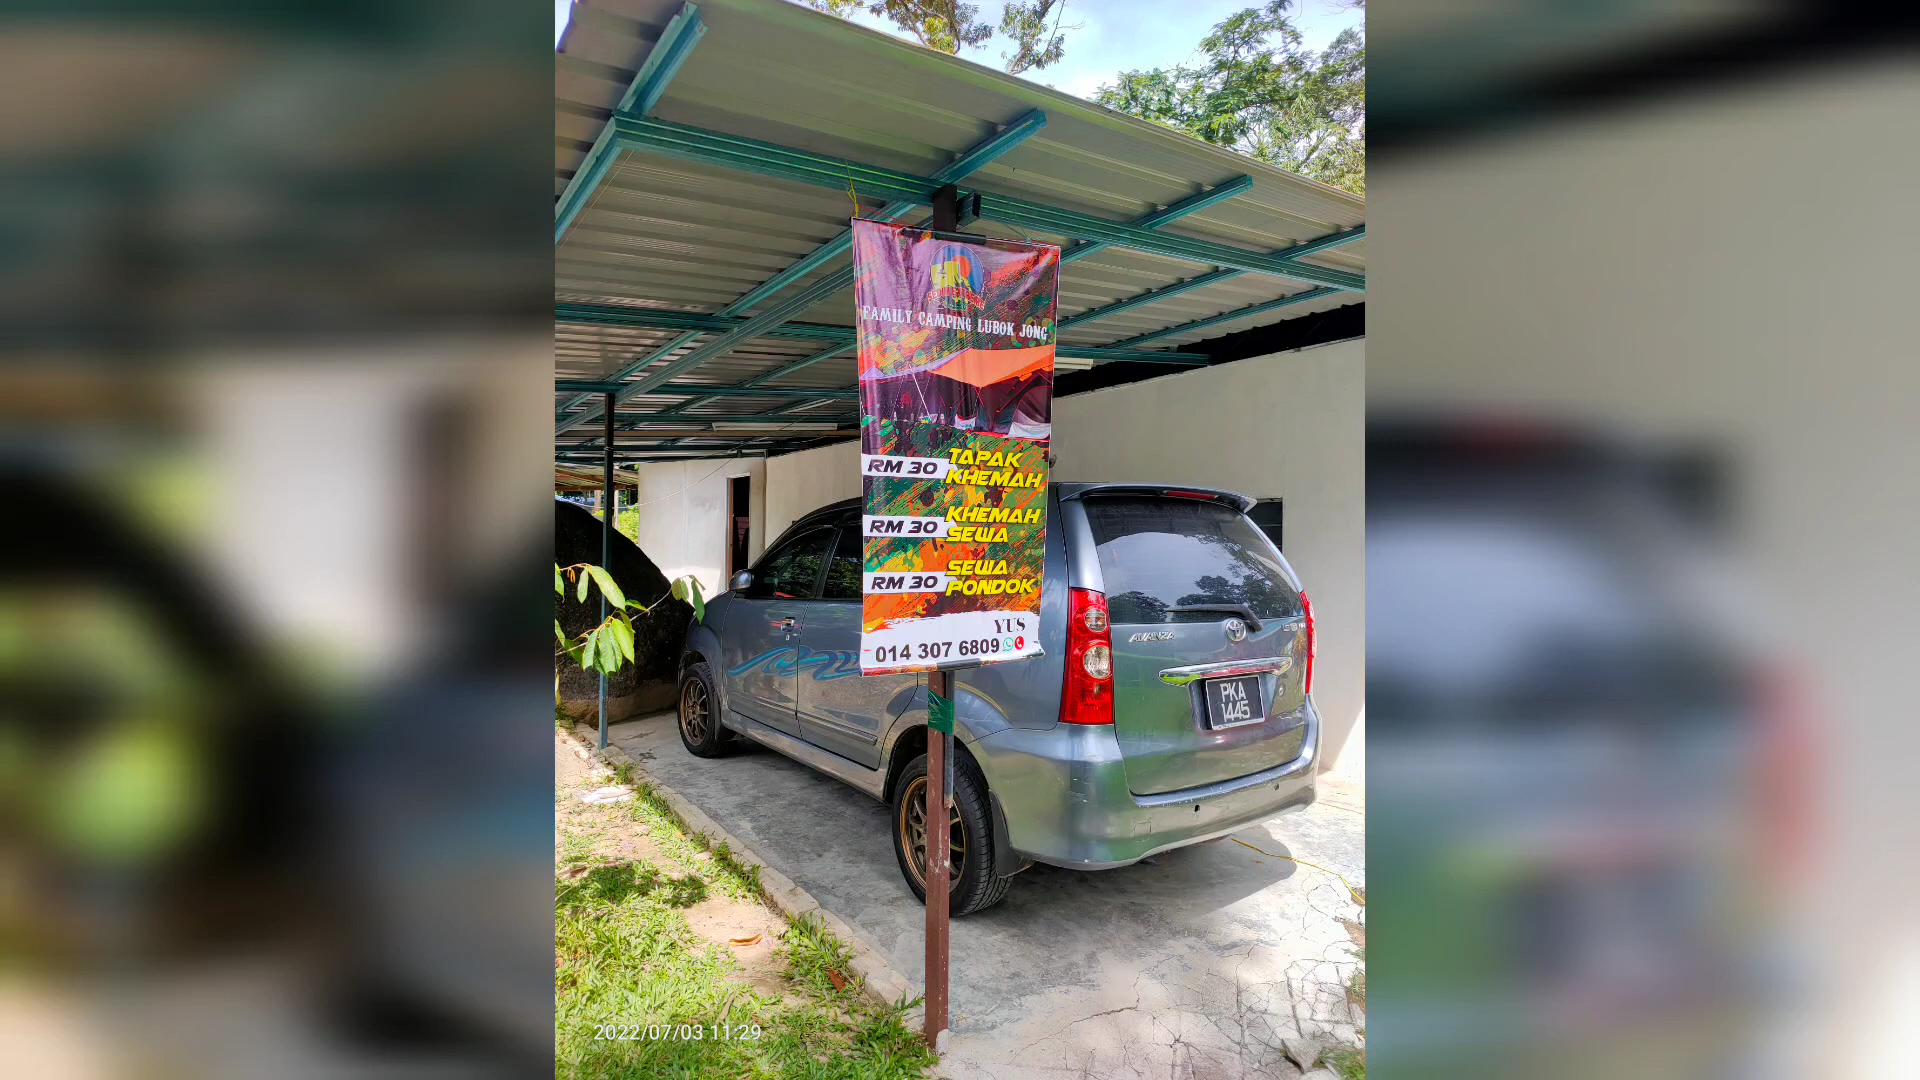 FAMILY CAMPING LUBOK JONG
RM 30 TAPAK
KHEMAH
RM 30 KHEMAH
SEWA
RM 30 SEWA
PONDOK
YUS
014 307 6809
AVANZA
PKA
1445
2022/07/03 11:29